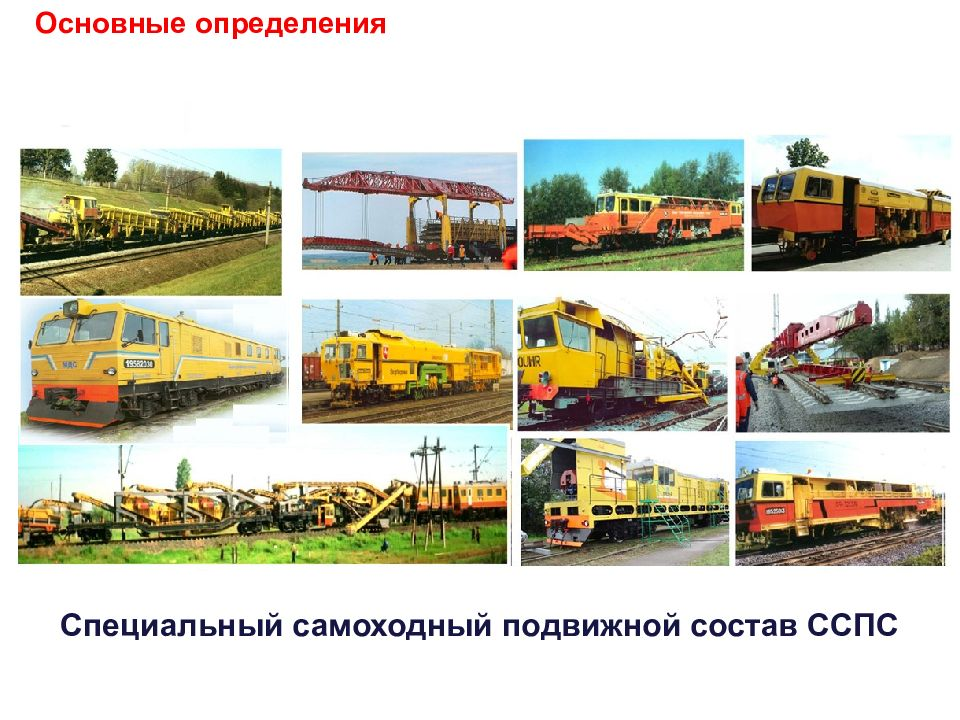 Основные определения
Специальный самоходный подвижной состав ССПС